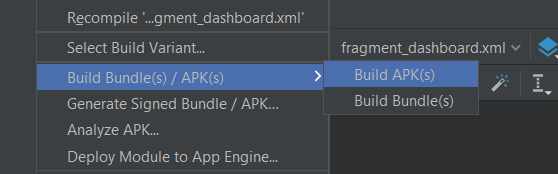 Recompile '...gment_dashboard.xml'
Select Build Variant...
fragment_dashboard.xml
Build Bundle(s) / APK(s)
Build APK(s)
Generate Signed Bundle / APK...
Build Bundle(s)
Analyze APK...
Deploy Module to App Engine...